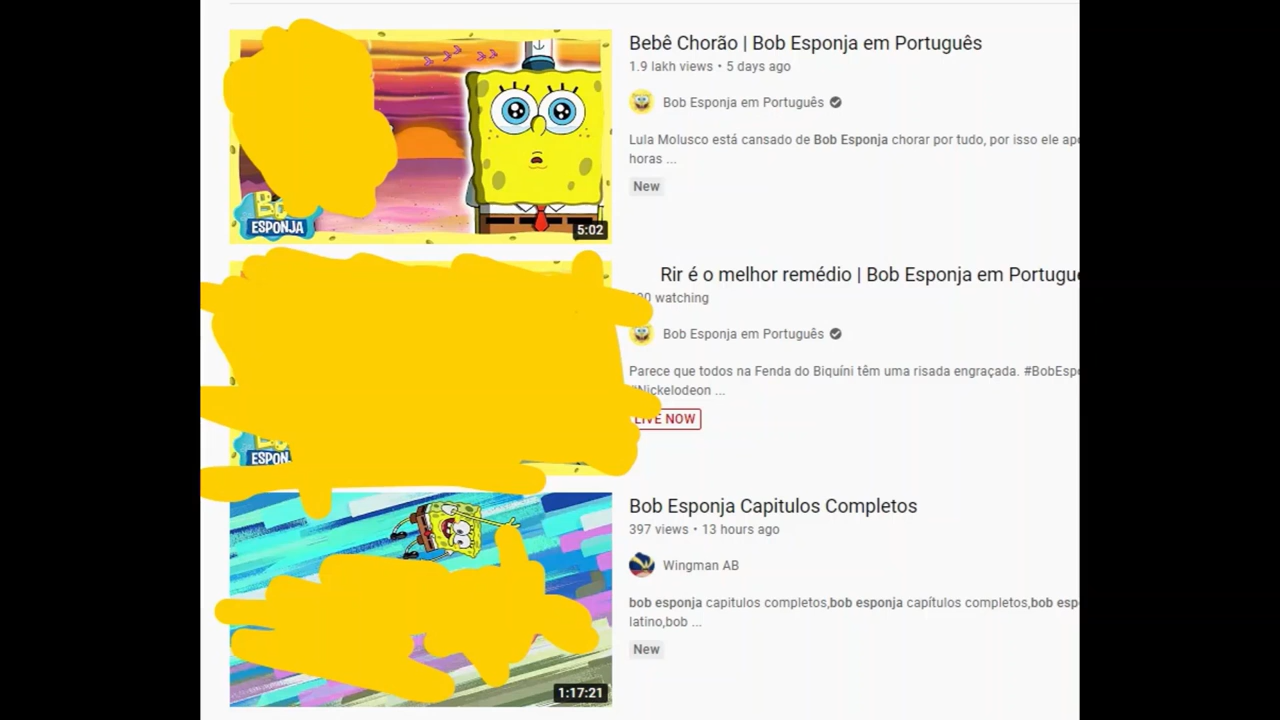 Bebê Chorão | Bob Esponja em Português
1.9 lakh views • 5 days ago
Bob Esponja em Português
Lula Molusco está cansado de Bob Esponja chorar por tudo, por isso ele
horas ...
New
ESPONJA
5:02
Rir é o melhor remédio | Bob Esponja em
watching
Bob Esponja em Português
Parece que todos na Fenda do Biquíni têm uma risada engraçada.
#Nickelodeon ...
LIVE NOW
ESPON
Bob Esponja Capitulos Completos
397 views • 13 hours ago
Wingman AB
bob esponja capitulos completos,bob esponja capítulos completos,bob
latino,bob ...
New
1:17:21